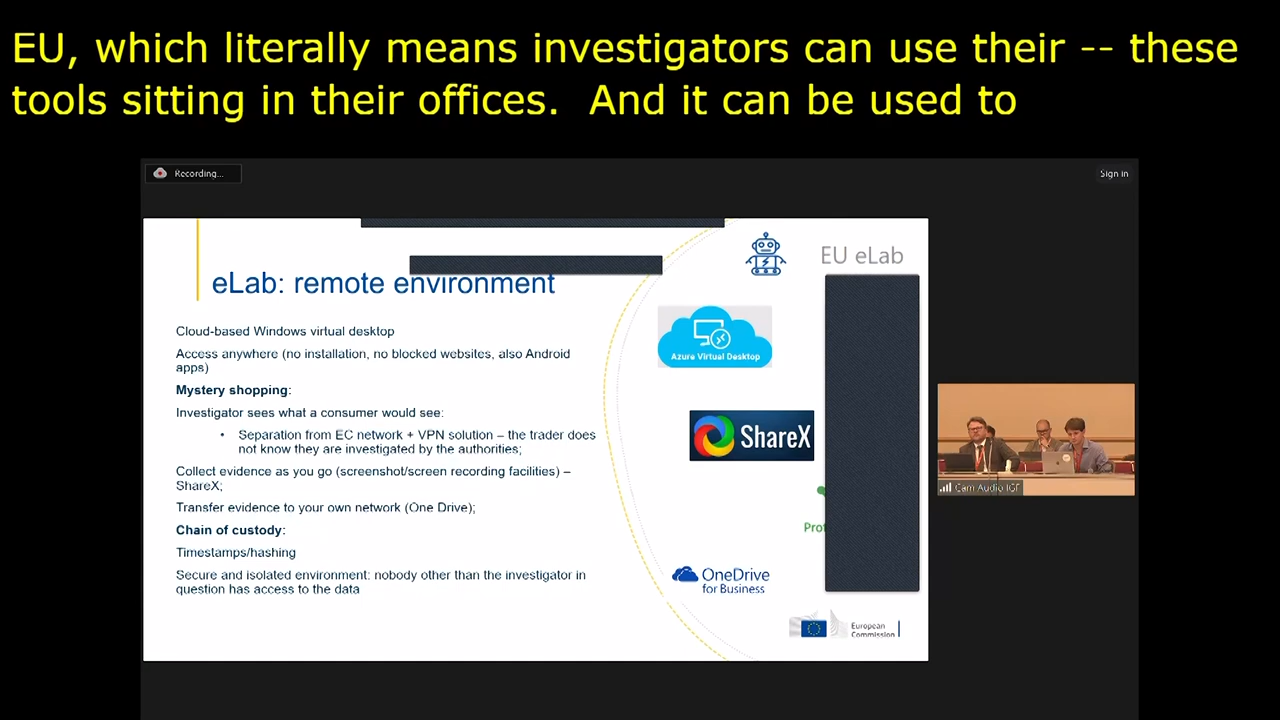 EU, which literally means investigators can use their -- these
tools sitting in their offices.  And it can be used to
Recording...
Sign in
eLab: remote environment
EU eLab
Cloud-based Windows virtual desktop
Access anywhere (no installation, no blocked websites, also Android
apps)
Mystery shopping:
Investigator sees what a consumer would see:
• Separation from EC network + VPN solution – the trader does
not know they are investigated by the authorities;
Collect evidence as you go (screenshot/screen recording facilities) –
ShareX;
Transfer evidence to your own network (One Drive);
Chain of custody:
Timestamps/hashing
Secure and isolated environment: nobody other than the investigator in
question has access to the data
Azure Virtual Desktop
ShareX
OneDrive
for Business
European
Commission
Cam Audio IGF